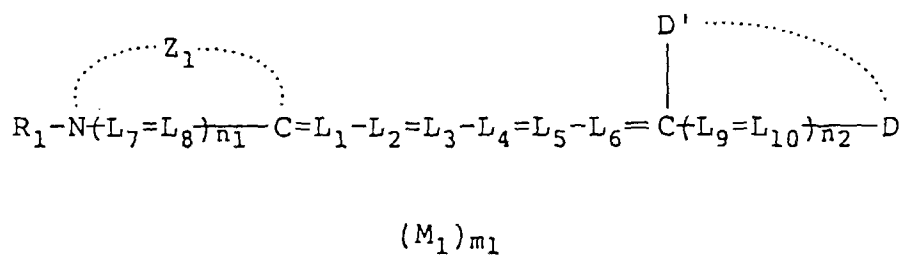 D'
Z₁
R₁-N(L₇=L₈)n₁-C=L₁-L₂=L₃-L₄=L₅-L₆=C(L₉=L₁₀)n₂-D
(M₁)m₁